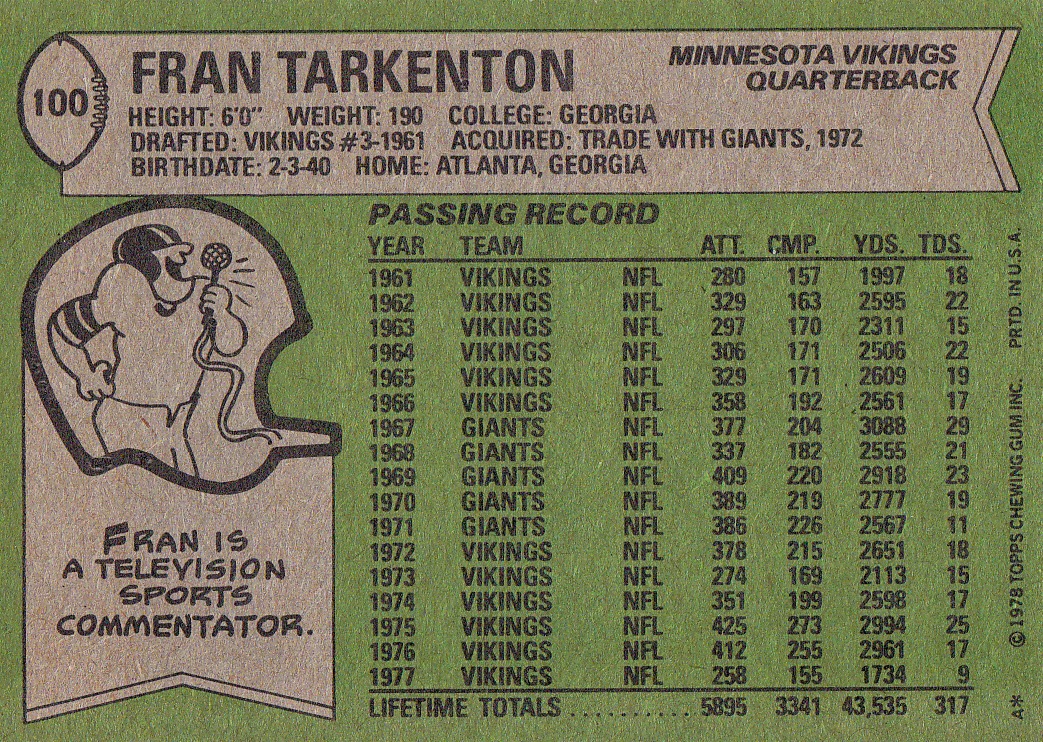 100
FRAN TARKENTON
MINNESOTA VIKINGS
QUARTERBACK
HEIGHT: 6'0" WEIGHT: 190 COLLEGE: GEORGIA
DRAFTED: VIKINGS #3-1961 ACQUIRED: TRADE WITH GIANTS, 1972
BIRTHDATE: 2-3-40 HOME: ATLANTA, GEORGIA
PASSING RECORD
YEAR TEAM ATT. CMP. YDS. TDS.
1961 VIKINGS NFL 280 157 1997 18
1962 VIKINGS NFL 329 163 2595 22
1963 VIKINGS NFL 297 170 2311 15
1964 VIKINGS NFL 306 171 2506 22
1965 VIKINGS NFL 329 171 2609 19
1966 VIKINGS NFL 358 192 2561 17
1967 GIANTS NFL 377 204 3088 29
1968 GIANTS NFL 337 182 2555 21
1969 GIANTS NFL 409 220 2918 23
1970 GIANTS NFL 389 219 2777 19
1971 GIANTS NFL 386 226 2567 11
1972 VIKINGS NFL 378 215 2651 18
1973 VIKINGS NFL 274 169 2113 15
1974 VIKINGS NFL 351 199 2598 17
1975 VIKINGS NFL 425 273 2994 25
1976 VIKINGS NFL 412 255 2961 17
1977 VIKINGS NFL 258 155 1734 9
LIFETIME TOTALS .......... 5895 3341 43,535 317
FRAN IS
A TELEVISION
SPORTS
COMMENTATOR.
A* © 1978 TOPPS CHEWING GUM INC. PRTD. IN U.S.A.